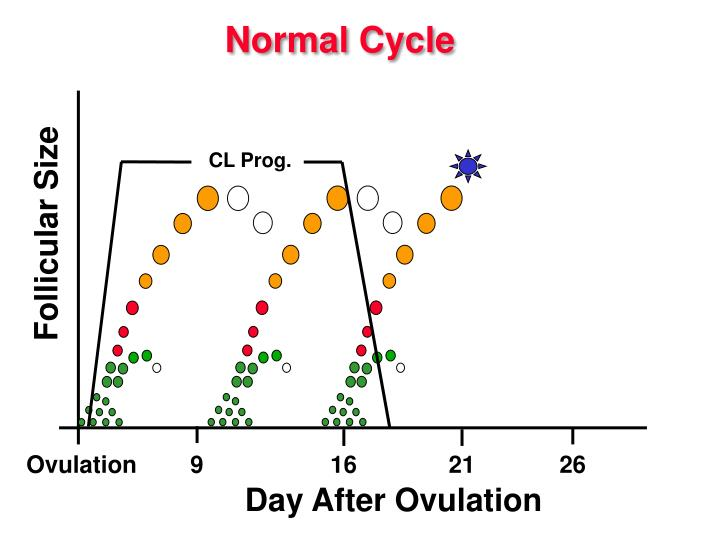 Normal Cycle
Follicular Size
CL Prog.
Ovulation 9 16 21 26
Day After Ovulation